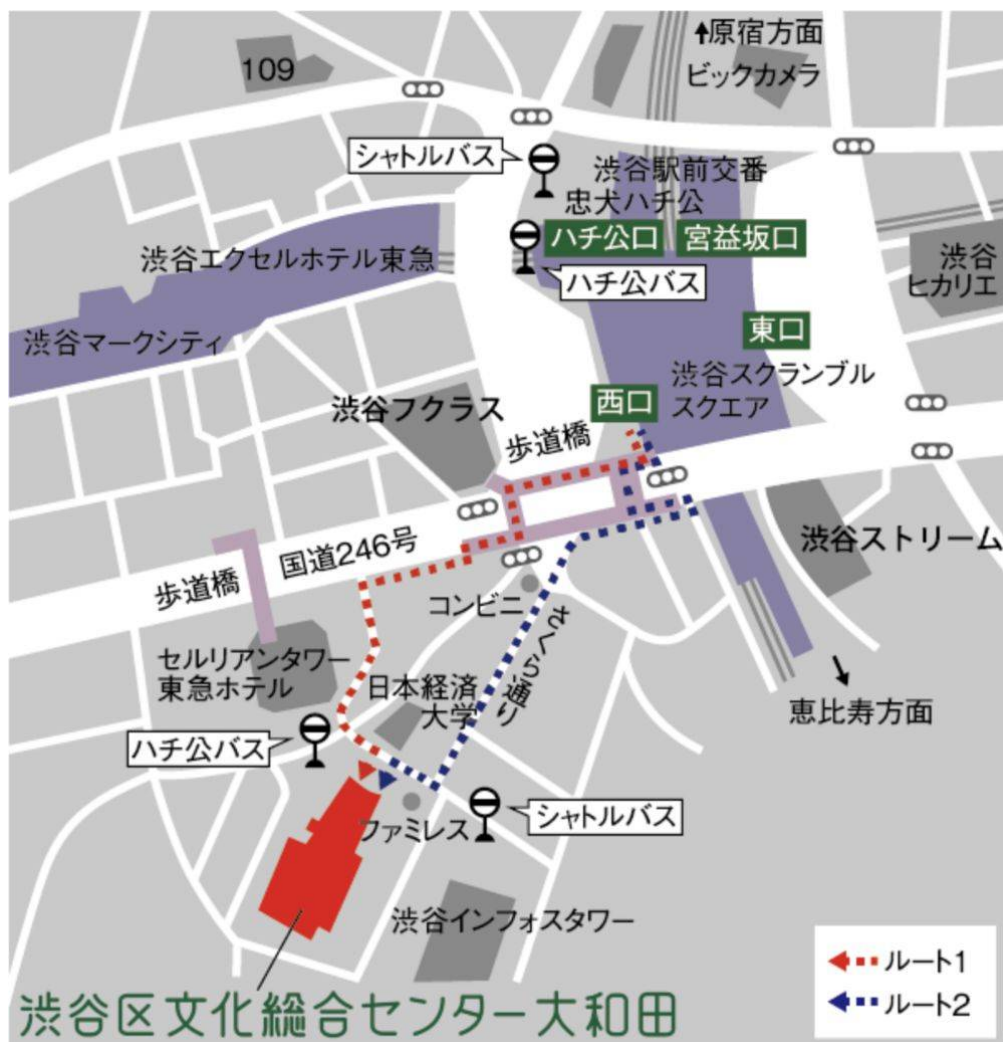 ↑原宿方面
109
ビックカメラ
シャトルバス
渋谷駅前交番
忠犬ハチ公
ハチ公口
宮益坂口
渋谷エクセルホテル東急
ハチ公バス
渋谷
ヒカリエ
渋谷マークシティ
東口
渋谷スクランブル
スクエア
西口
渋谷フクラス
歩道橋
国道246号
渋谷ストリーム
歩道橋
コンビニ
さくら通り
セルリアンタワー
東急ホテル
日本経済
大学
恵比寿方面
ハチ公バス
ファミレス
シャトルバス
渋谷インフォスタワー
ルート1
ルート2
渋谷区文化総合センター大和田